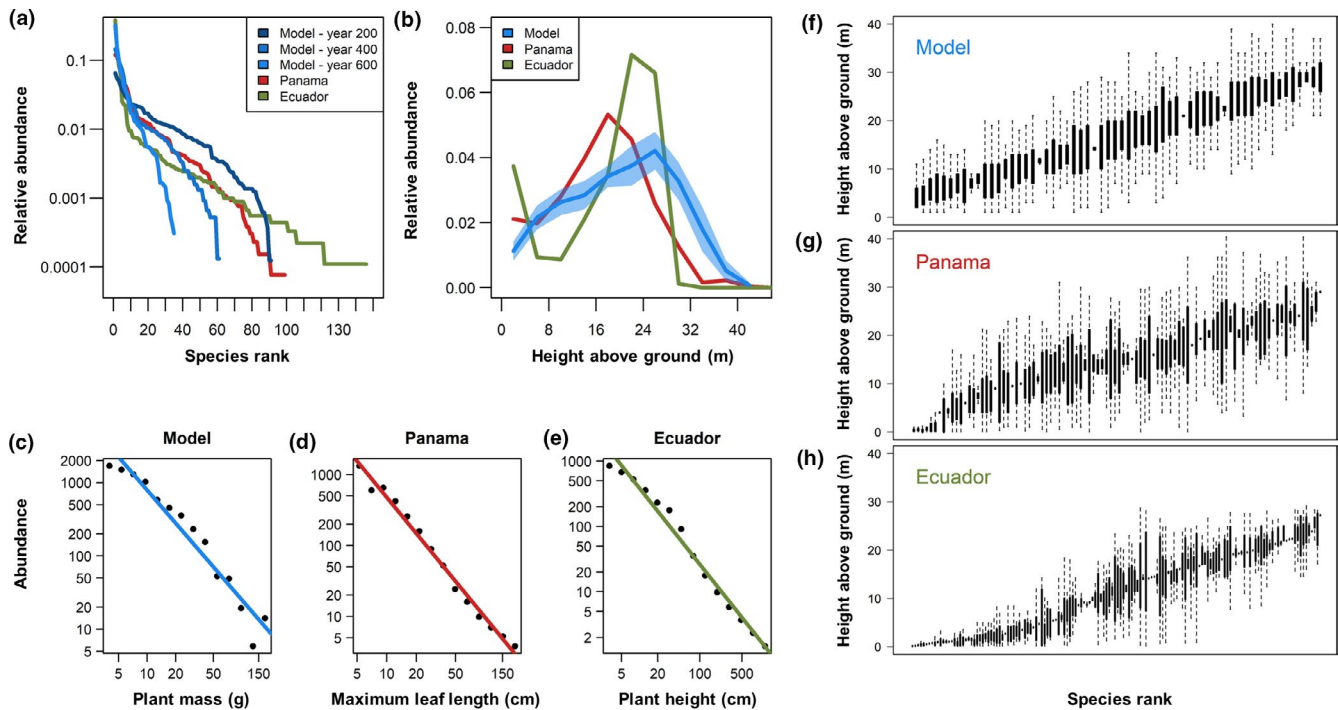 (a)
Relative abundance
0.1
0.01
0.001
0.0001
Model - year 200
Model - year 400
Model - year 600
Panama
Ecuador
0 20 40 60 80 100 130
Species rank
(b)
Relative abundance
0.08
0.06
0.04
0.02
0.00
Model
Panama
Ecuador
0 8 16 24 32 40
Height above ground (m)
(c)
Model
Abundance
2000
1000
500
200
100
50
20
10
5
5 10 20 50 150
Plant mass (g)
(d)
Panama
1000
500
200
100
50
20
10
5
5 10 20 50 150
Maximum leaf length (cm)
(e)
Ecuador
1000
500
200
100
50
20
10
5
2
5 20 100 500
Plant height (cm)
(f)
Model
Height above ground (m)
40
30
20
10
0
(g)
Panama
Height above ground (m)
40
30
20
10
0
(h)
Ecuador
Height above ground (m)
40
30
20
10
0
Species rank